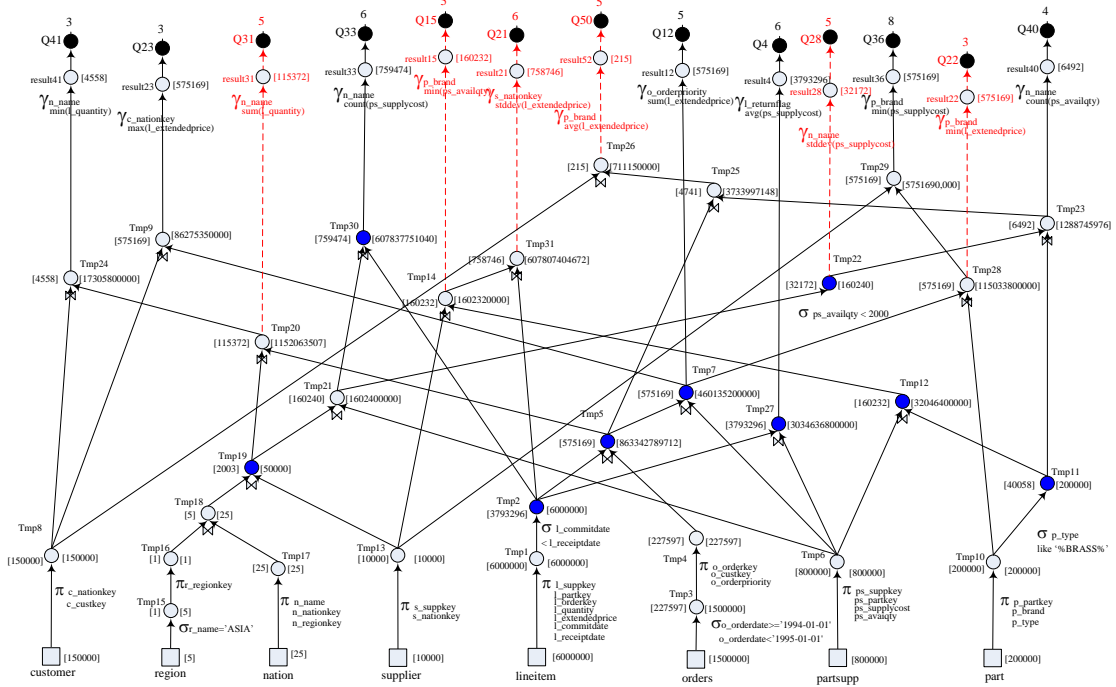 3
3
5
6
5
6
5
5
6
5
8
3
4
Q41
Q23
Q31
Q33
Q15
Q21
Q50
Q12
Q4
Q28
Q36
Q22
Q40
result41 [4558]
result23 [575169]
result31 [115372]
result33 [759474]
result15 [160232]
result21 [758746]
result52 [215]
result12 [575169]
result4 [3793296]
result28 [32172]
result36 [575169]
result22 [575169]
result40 [6492]
γn_name
min(l_quantity)
γc_nationkey
max(l_extendedprice)
γn_name
sum(l_quantity)
γn_name
count(ps_supplycost)
γp_brand
min(ps_availqty)
γs_nationkey
stddev(l_extendedprice)
γp_brand
avg(l_extendedprice)
γo_orderpriority
sum(l_extendedprice)
γl_returnflag
avg(ps_supplycost)
γn_name
stddev(ps_supplycost)
γp_brand
min(ps_supplycost)
γp_brand
min(l_extenedprice)
γn_name
count(ps_availqty)
Tmp26
[215] [711150000]
Tmp25
[4741] [3733997148]
Tmp29
[575169] [5751690,000]
Tmp23
[6492] [1288745976]
Tmp9
[575169] [86275350000]
Tmp30
[759474] [607837751040]
Tmp31
[758746] [607807404672]
Tmp24
[4558] [17305800000]
Tmp14
[160232] [1602320000]
Tmp22
[32172] [160240]
σ ps_availqty < 2000
Tmp28
[575169] [115033800000]
Tmp20
[115372] [1152063507]
Tmp21
[160240] [1602400000]
Tmp7
[575169] [460135200000]
Tmp12
[160232] [32046400000]
Tmp5
[575169] [863342789712]
Tmp27
[3793296] [3034636800000]
Tmp19
[2003] [50000]
Tmp11
[40058] [200000]
σ p_type
like '%BRASS%'
Tmp18
[5] [25]
Tmp2
[3793296] [6000000]
σ l_commitdate
< l_receiptdate
Tmp8
[150000] [150000]
π c_nationkey
c_custkey
Tmp16
[1] [1]
πr_regionkey
Tmp15
[1] [5]
σr_name='ASIA'
Tmp17
[25] [25]
π n_name
n_nationkey
n_regionkey
Tmp13
[10000] [10000]
π s_suppkey
s_nationkey
Tmp1
[6000000] [6000000]
π l_suppkey
l_partkey
l_orderkey
l_quantity
l_extendedprice
l_commitdate
l_receiptdate
[227597] [227597]
Tmp4
π o_orderkey
o_custkey
o_orderpriority
Tmp3
[227597] [1500000]
σo_orderdate>='1994-01-01'
o_orderdate<'1995-01-01'
Tmp6
[800000] [800000]
π ps_suppkey
ps_partkey
ps_supplycost
ps_avaiqty
Tmp10
[200000] [200000]
π p_partkey
p_brand
p_type
[150000]
[5]
[25]
[10000]
[6000000]
[1500000]
[800000]
[200000]
customer
region
nation
supplier
lineitem
orders
partsupp
part